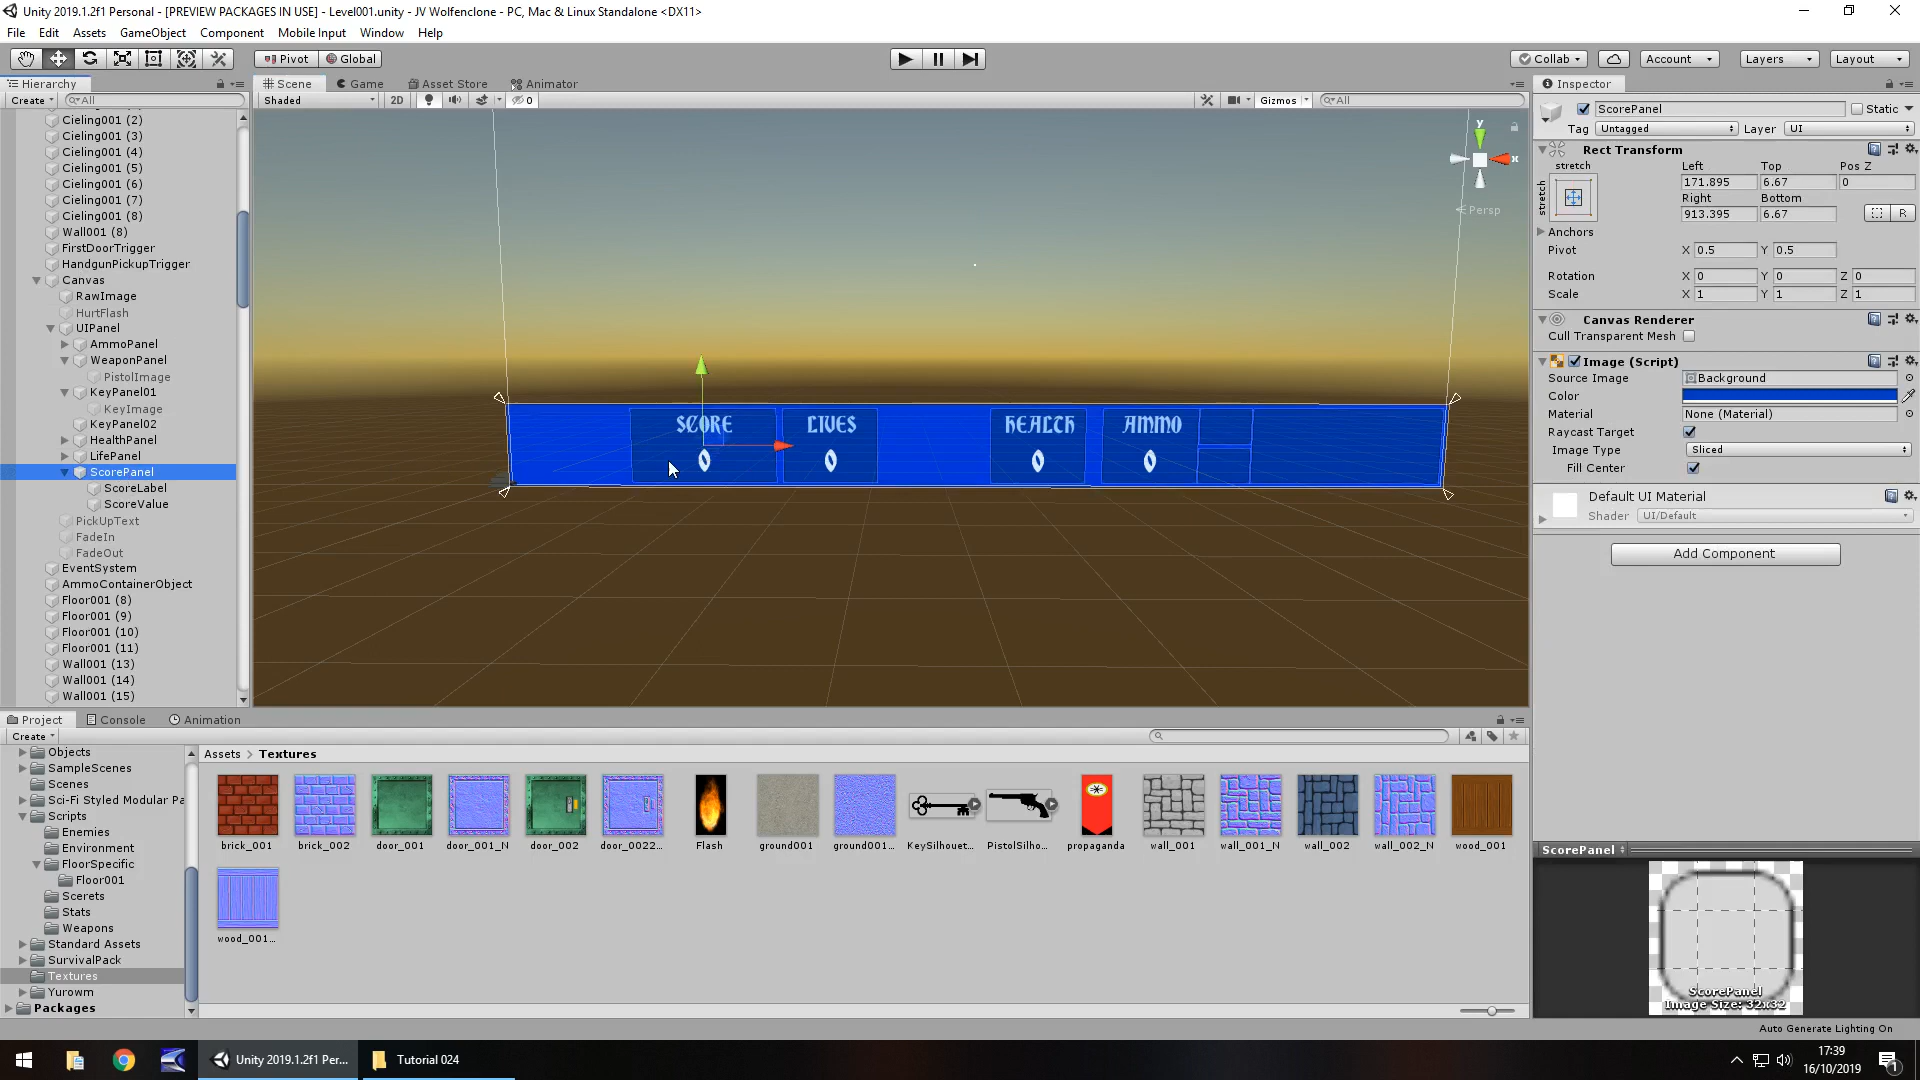 Unity 2019.1.2f1 Personal - [PREVIEW PACKAGES IN USE] - Level001.unity - JV Wolfenclone - PC, Mac & Linux Standalone <DX11>
File Edit Assets GameObject Component Mobile Input Window Help
Pivot Global Collab Account Layers Layout
Hierarchy Scene Game Asset Store Animator Inspector
Create All Shaded 2D 0 Gizmos All
ScorePanel Static
Tag Untagged Layer UI
Cieling001 (2)
Cieling001 (3)
Cieling001 (4)
Cieling001 (5)
Cieling001 (6)
Cieling001 (7)
Cieling001 (8)
Wall001 (8)
FirstDoorTrigger
HandgunPickupTrigger
Canvas
RawImage
HurtFlash
UIPanel
AmmoPanel
WeaponPanel
PistolImage
KeyPanel01
KeyImage
KeyPanel02
HealthPanel
LifePanel
ScorePanel
ScoreLabel
ScoreValue
PickUpText
FadeIn
FadeOut
EventSystem
AmmoContainerObject
Floor001 (8)
Floor001 (9)
Floor001 (10)
Floor001 (11)
Wall001 (13)
Wall001 (14)
Wall001 (15)
y
x
Persp
SCORE LIVES HEALTH AMMO
0 0 0 0
Rect Transform
stretch Left Top Pos Z
stretch 171.895 6.67 0
Right Bottom
913.395 6.67 R
Anchors
Pivot X 0.5 Y 0.5
Rotation X 0 Y 0 Z 0
Scale X 1 Y 1 Z 1
Canvas Renderer
Cull Transparent Mesh
Image (Script)
Source Image Background
Color
Material None (Material)
Raycast Target
Image Type Sliced
Fill Center
Default UI Material
Shader UI/Default
Add Component
Project Console Animation
Create
Objects
SampleScenes
Scenes
Sci-Fi Styled Modular Pa
Scripts
Enemies
Environment
FloorSpecific
Floor001
Scerets
Stats
Weapons
Standard Assets
SurvivalPack
Textures
Yurowm
Packages
Assets > Textures
brick_001 brick_002 door_001 door_001_N door_002 door_0022... Flash ground001 ground001... KeySilhouet... PistolSilho... propaganda wall_001 wall_001_N wall_002 wall_002_N wood_001
wood_001...
ScorePanel
ScorePanel
Image Size: 32x32
Auto Generate Lighting On
Unity 2019.1.2f1 Per... Tutorial 024
17:39
16/10/2019
1